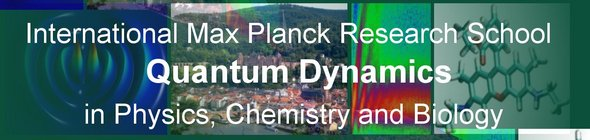 International Max Planck Research School
Quantum Dynamics
in Physics, Chemistry and Biology